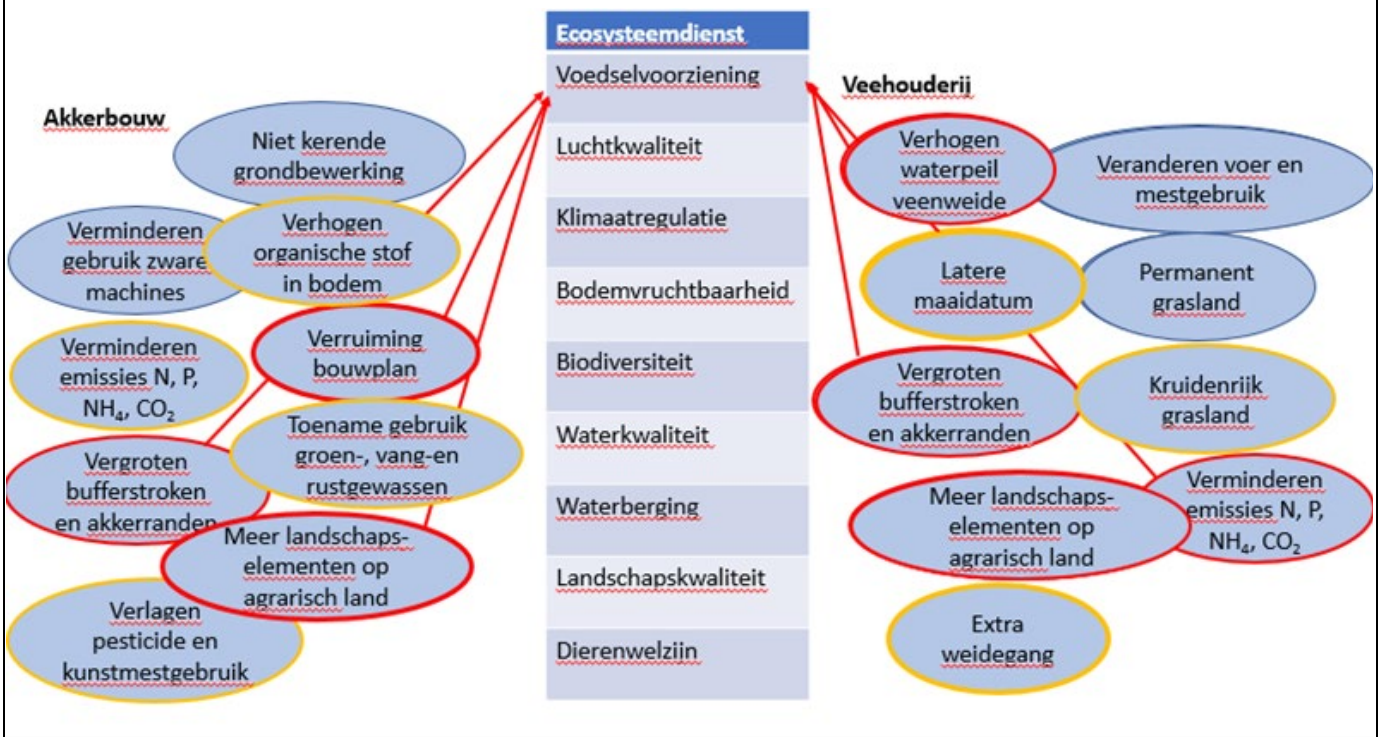 Ecosysteemdienst
Voedselvoorziening
Luchtkwaliteit
Klimaatregulatie
Bodemvruchtbaarheid
Biodiversiteit
Waterkwaliteit
Waterberging
Landschapskwaliteit
Dierenwelzijn
Akkerbouw
Niet kerende
grondbewerking
Verhogen
organische stof
in bodem
Verminderen
gebruik zware
machines
Verruiming
bouwplan
Verminderen
emissies N, P,
NH₄, CO₂
Toename gebruik
groen-, vang-en
rustgewassen
Vergroten
bufferstroken
en akkerranden
Meer landschaps-
elementen op
agrarisch land
Verlagen
pesticide en
kunstmestgebruik
Veehouderij
Verhogen
waterpeil
veenweide
Veranderen voer en
mestgebruik
Latere
maaidatum
Permanent
grasland
Vergroten
bufferstroken
en akkerranden
Kruidenrijk
grasland
Meer landschaps-
elementen op
agrarisch land
Verminderen
emissies N, P,
NH₄, CO₂
Extra
weidegang